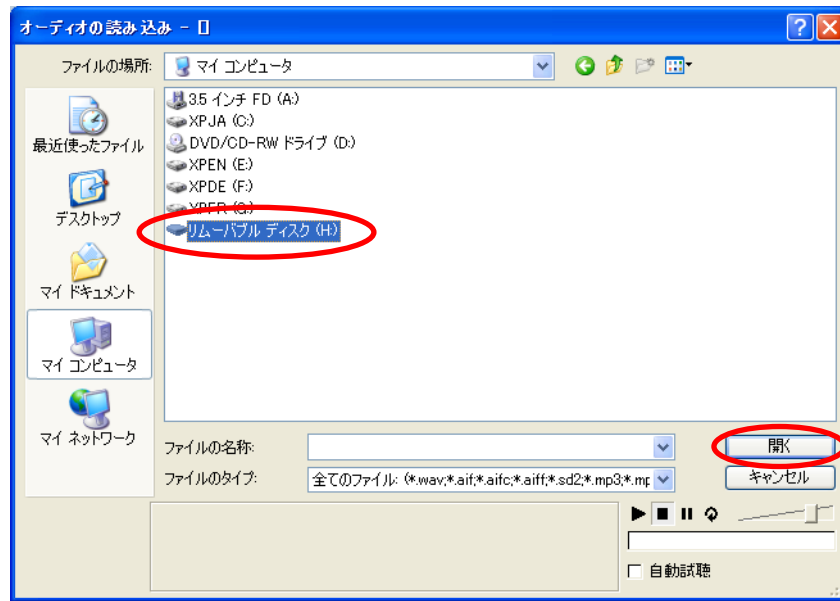 オーディオの読み込み - []
ファイルの場所:
マイ コンピュータ
3.5 インチ FD (A:)
XPJA (C:)
DVD/CD-RW ドライブ (D:)
XPEN (E:)
XPDE (F:)
XPFR (G:)
リムーバブル ディスク (H:)
最近使ったファイル
デスクトップ
マイ ドキュメント
マイ コンピュータ
マイ ネットワーク
ファイルの名称:
開く
ファイルのタイプ:
全てのファイル: (*.wav;*.aif;*.aifc;*.aiff;*.sd2;*.mp3;*.mp
キャンセル
自動試聴